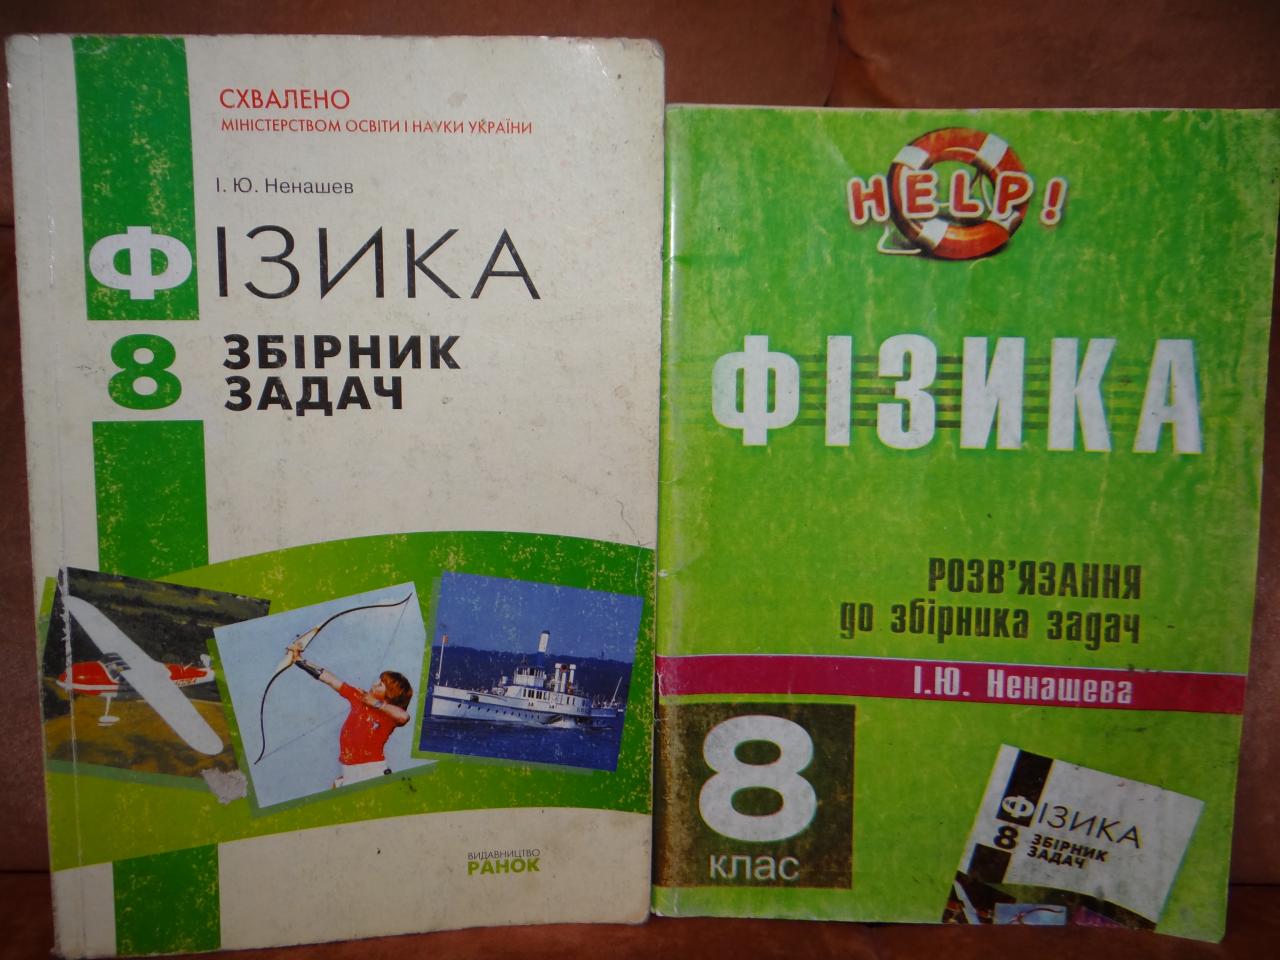 СХВАЛЕНО
МІНІСТЕРСТВОМ ОСВІТИ І НАУКИ УКРАЇНИ
І. Ю. Ненашев
ФІЗИКА
8
ЗБІРНИК
ЗАДАЧ
ВИДАВНИЦТВО
РАНОК
HELP!
ФІЗИКА
РОЗВ'ЯЗАННЯ
до збірника задач
І.Ю. Ненашева
8
клас
ФІЗИКА
8
ЗБІРНИК
ЗАДАЧ